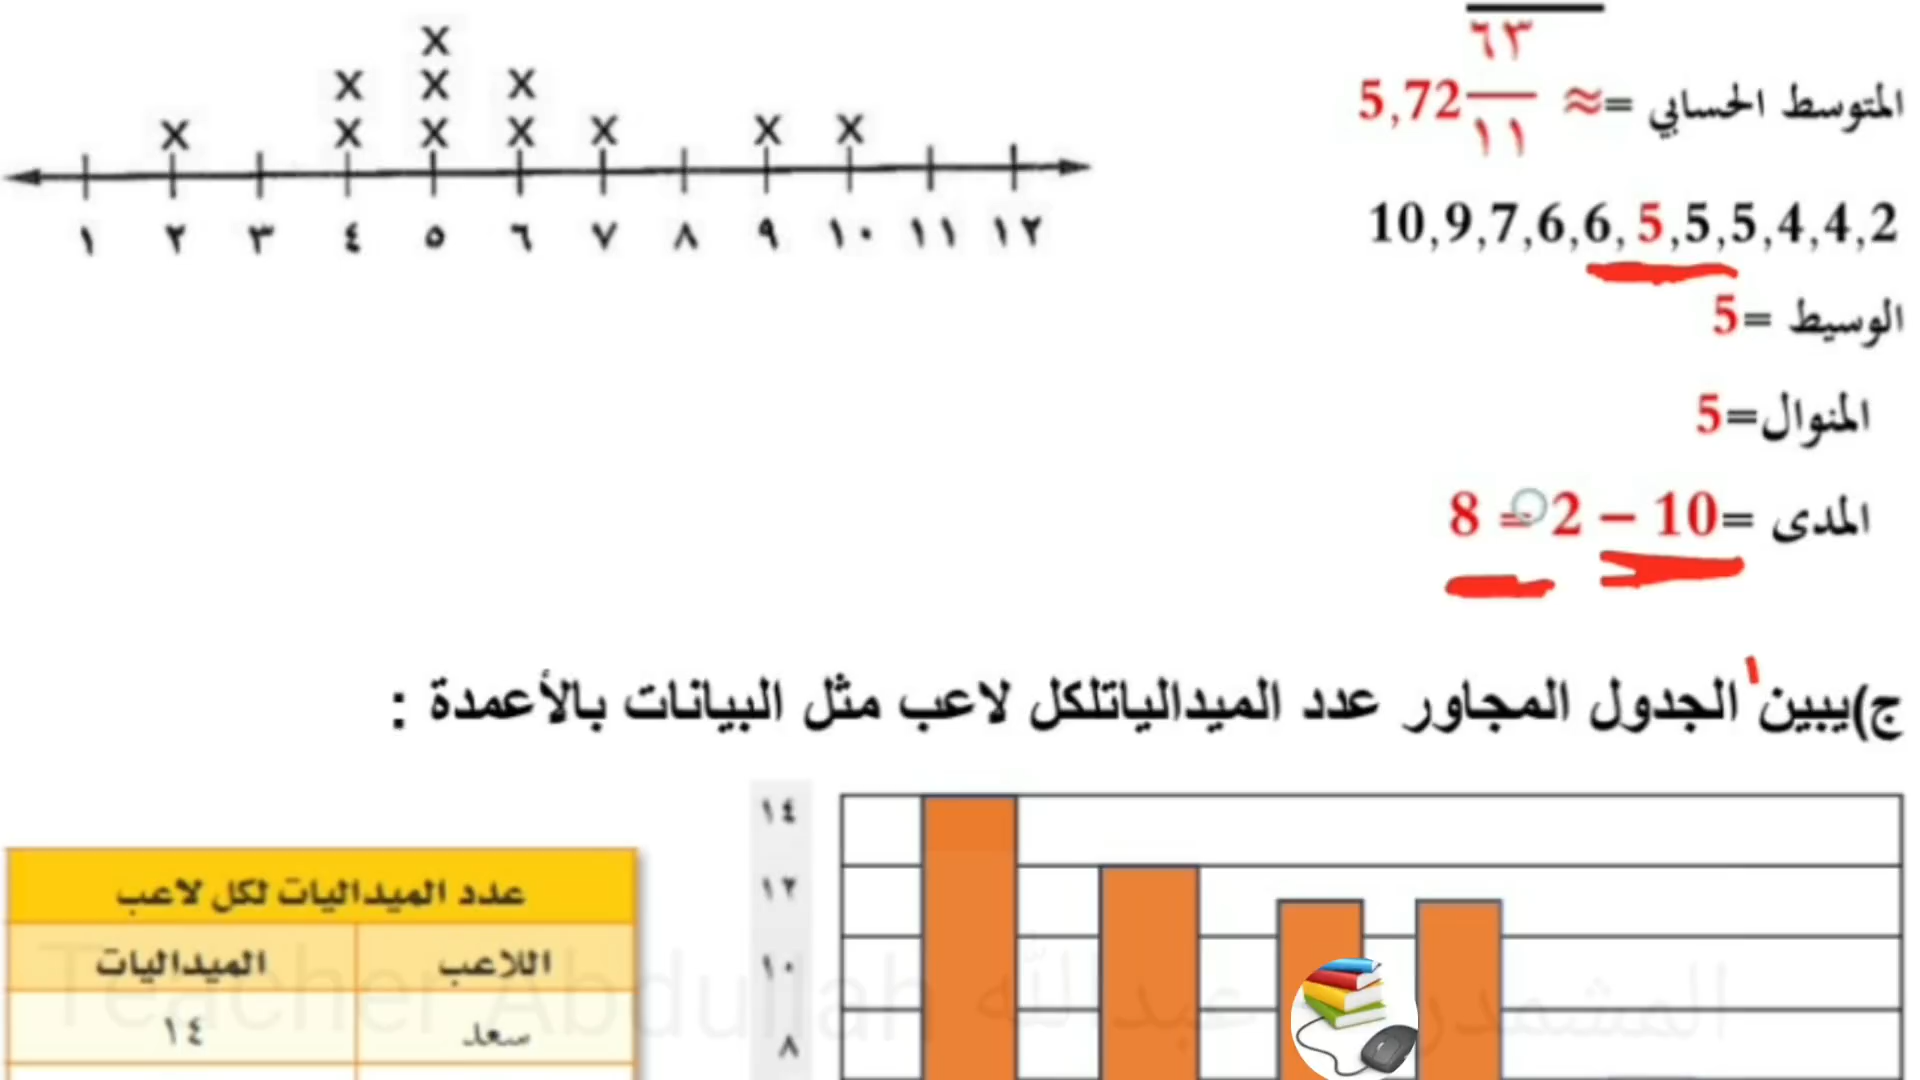 x
x x x
x x x x x x x
١ ٢ ٣ ٤ ٥ ٦ ٧ ٨ ٩ ١٠ ١١ ١٢
المتوسط الحسابي = ≈ ٦٣/١١ 5,72
10,9,7,6,6,5,5,5,4,4,2
الوسيط =5
المنوال=5
المدى =10 – 2 = 8
ج)يبين الجدول المجاور عدد الميدالياتلكل لاعب مثل البيانات بالأعمدة :
عدد الميداليات لكل لاعب
اللاعب الميداليات
سعد ١٤
١٤
١٢
١٠
٨
Teacher Abdullah